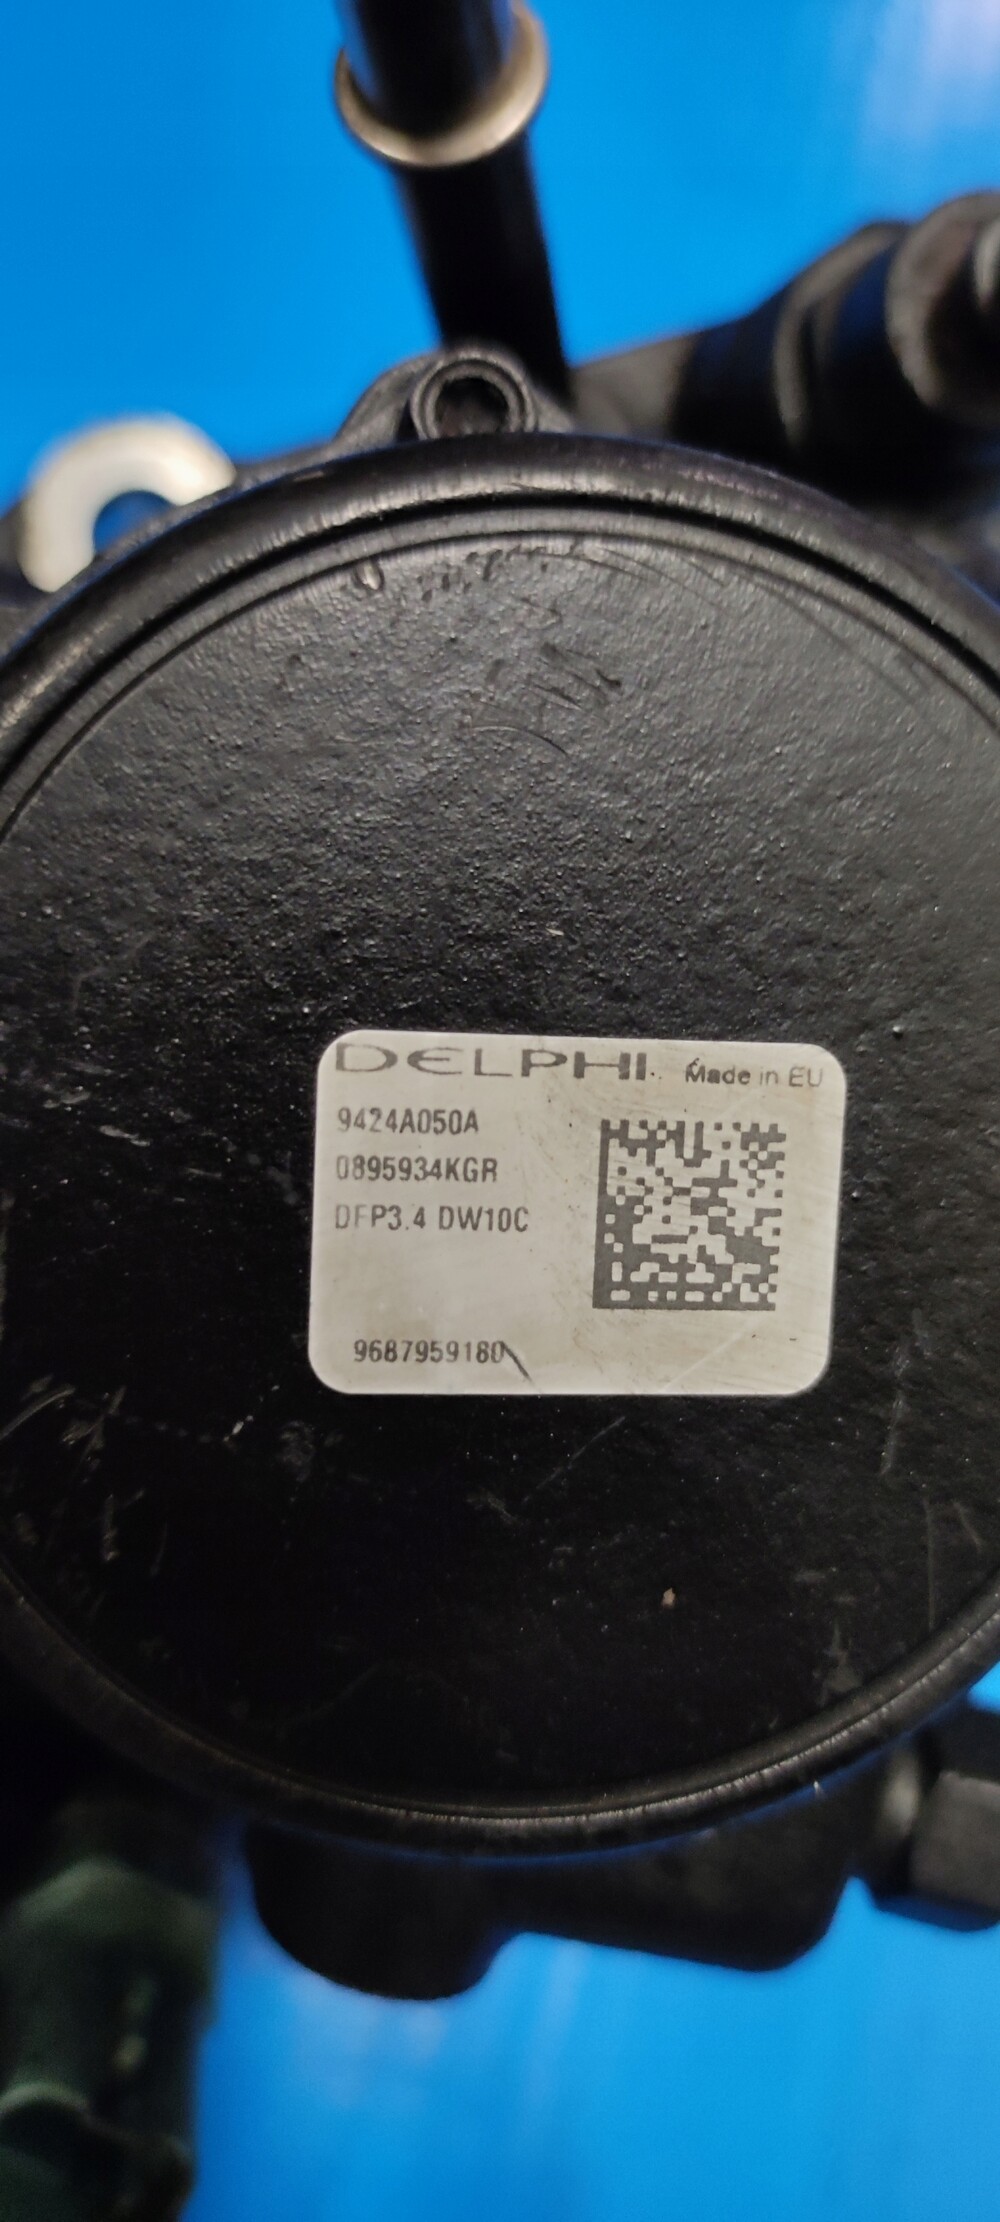 DELPHI Made in EU
9424A050A
0895934KGR
DFP3.4 DW10C
9687959180